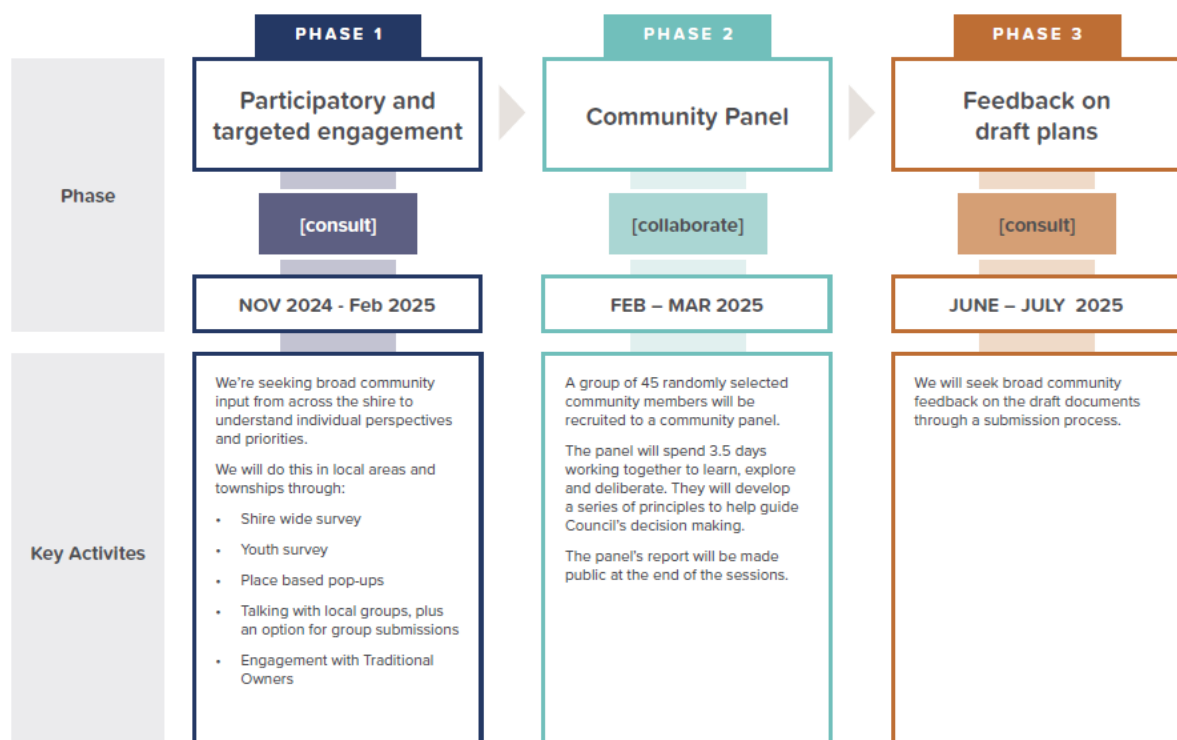 PHASE 1
PHASE 2
PHASE 3
Phase
Participatory and
targeted engagement
Community Panel
Feedback on
draft plans
[consult]
[collaborate]
[consult]
NOV 2024 - Feb 2025
FEB – MAR 2025
JUNE – JULY 2025
Key Activites
We're seeking broad community
input from across the shire to
understand individual perspectives
and priorities.
We will do this in local areas and
townships through:
• Shire wide survey
• Youth survey
• Place based pop-ups
• Talking with local groups, plus
an option for group submissions
• Engagement with Traditional
Owners
A group of 45 randomly selected
community members will be
recruited to a community panel.
The panel will spend 3.5 days
working together to learn, explore
and deliberate. They will develop
a series of principles to help guide
Council's decision making.
The panel's report will be made
public at the end of the sessions.
We will seek broad community
feedback on the draft documents
through a submission process.